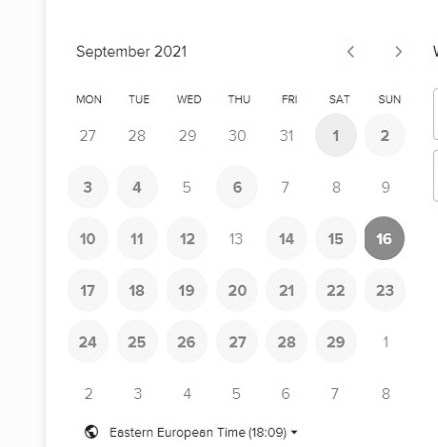 September 2021
MON TUE WED THU FRI SAT SUN
27 28 29 30 31 1 2
3 4 5 6 7 8 9
10 11 12 13 14 15 16
17 18 19 20 21 22 23
24 25 26 27 28 29 1
2 3 4 5 6 7 8
Eastern European Time (18:09)